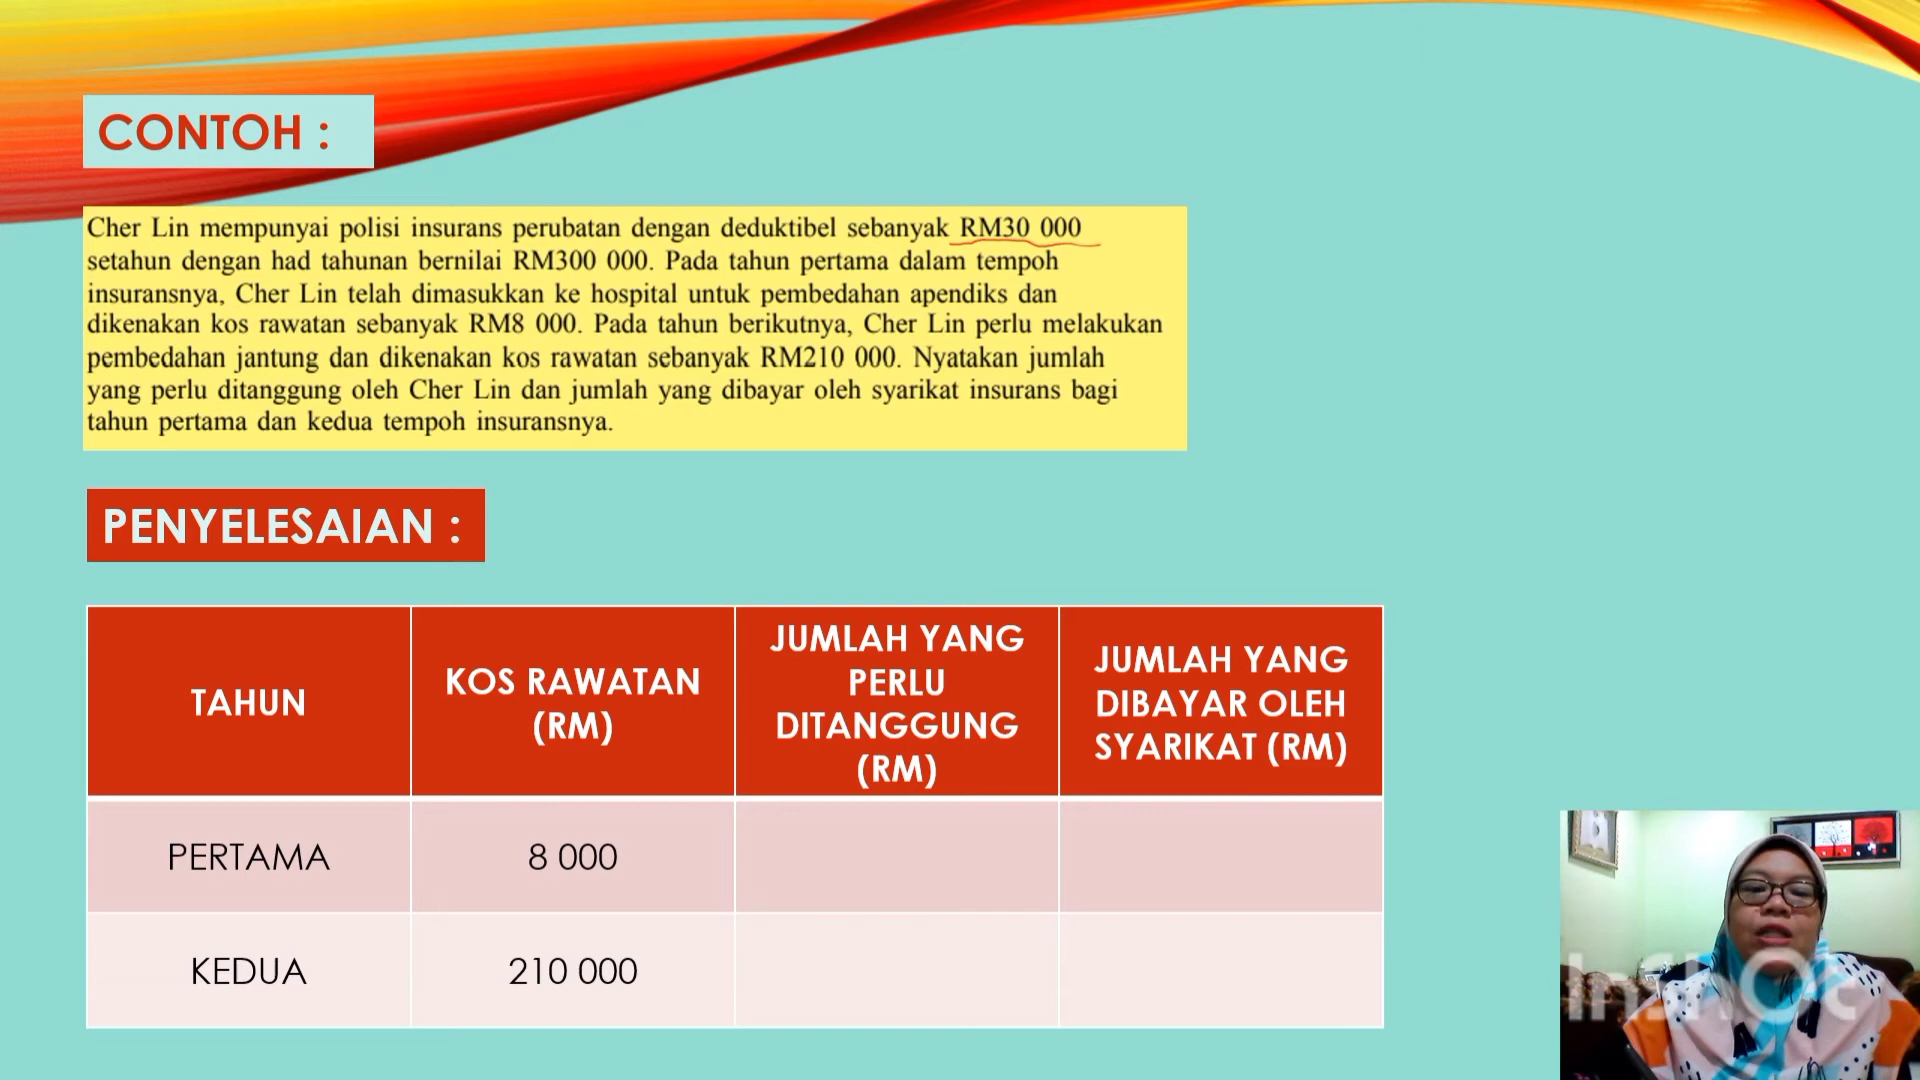 CONTOH :
Cher Lin mempunyai polisi insurans perubatan dengan deduktibel sebanyak RM30 000
setahun dengan had tahunan bernilai RM300 000. Pada tahun pertama dalam tempoh
insuransnya, Cher Lin telah dimasukkan ke hospital untuk pembedahan apendiks dan
dikenakan kos rawatan sebanyak RM8 000. Pada tahun berikutnya, Cher Lin perlu melakukan
pembedahan jantung dan dikenakan kos rawatan sebanyak RM210 000. Nyatakan jumlah
yang perlu ditanggung oleh Cher Lin dan jumlah yang dibayar oleh syarikat insurans bagi
tahun pertama dan kedua tempoh insuransnya.
PENYELESAIAN :
TAHUN
KOS RAWATAN
(RM)
JUMLAH YANG
PERLU
DITANGGUNG
(RM)
JUMLAH YANG
DIBAYAR OLEH
SYARIKAT (RM)
PERTAMA
8 000
KEDUA
210 000
InShOt